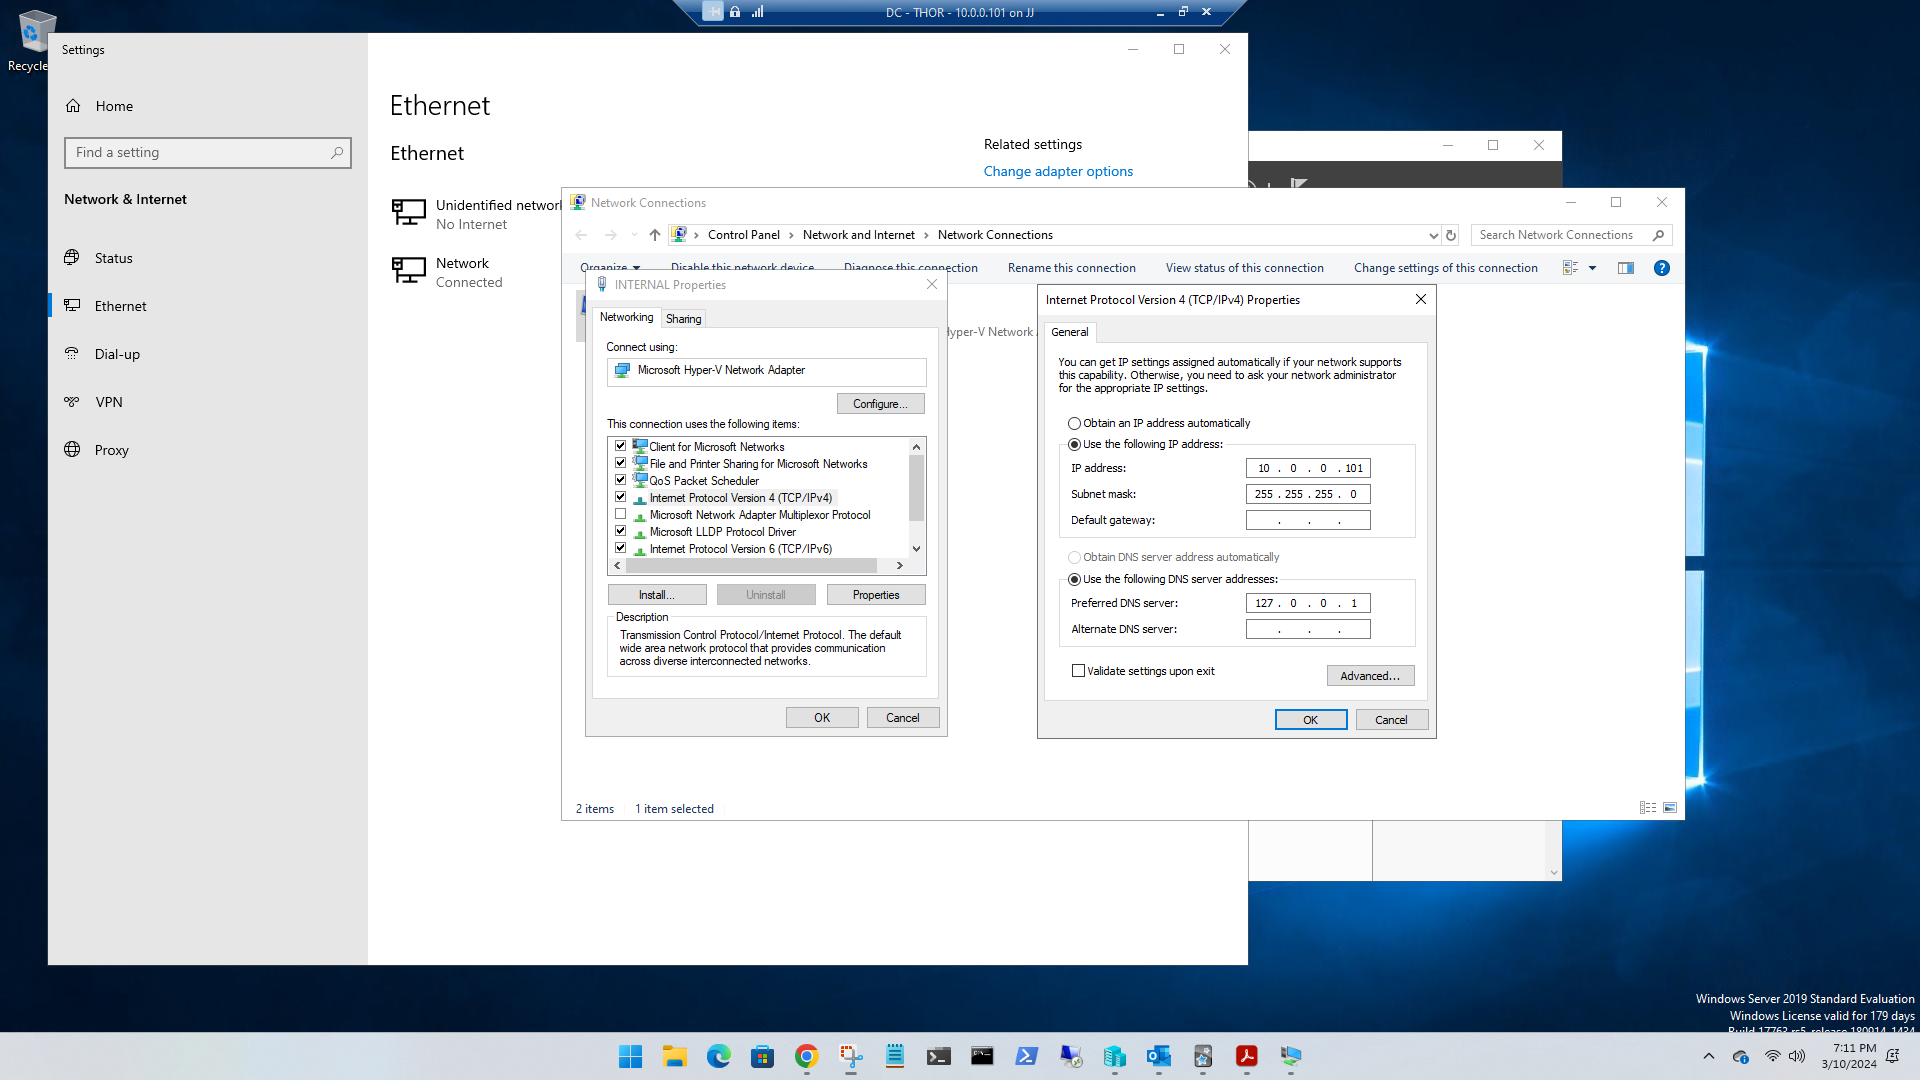 DC - THOR - 10.0.0.101 on JJ
Recycle
Settings
Home
Find a setting
Network & Internet
Status
Ethernet
Dial-up
VPN
Proxy
Ethernet
Ethernet
Unidentified network
No Internet
Network
Connected
Related settings
Change adapter options
Network Connections
Control Panel > Network and Internet > Network Connections
Search Network Connections
Organize
Disable this network device
Diagnose this connection
Rename this connection
View status of this connection
Change settings of this connection
Hyper-V Network
INTERNAL Properties
Networking
Sharing
Connect using:
Microsoft Hyper-V Network Adapter
Configure...
This connection uses the following items:
Client for Microsoft Networks
File and Printer Sharing for Microsoft Networks
QoS Packet Scheduler
Internet Protocol Version 4 (TCP/IPv4)
Microsoft Network Adapter Multiplexor Protocol
Microsoft LLDP Protocol Driver
Internet Protocol Version 6 (TCP/IPv6)
Install...
Uninstall
Properties
Description
Transmission Control Protocol/Internet Protocol. The default
wide area network protocol that provides communication
across diverse interconnected networks.
OK
Cancel
Internet Protocol Version 4 (TCP/IPv4) Properties
General
You can get IP settings assigned automatically if your network supports
this capability. Otherwise, you need to ask your network administrator
for the appropriate IP settings.
Obtain an IP address automatically
Use the following IP address:
IP address: 10 . 0 . 0 . 101
Subnet mask: 255 . 255 . 255 . 0
Default gateway: . . .
Obtain DNS server address automatically
Use the following DNS server addresses:
Preferred DNS server: 127 . 0 . 0 . 1
Alternate DNS server: . . .
Validate settings upon exit
Advanced...
OK
Cancel
2 items
1 item selected
Windows Server 2019 Standard Evaluation
Windows License valid for 179 days
Build 17763.rs5_release.180914-1434
7:11 PM
3/10/2024